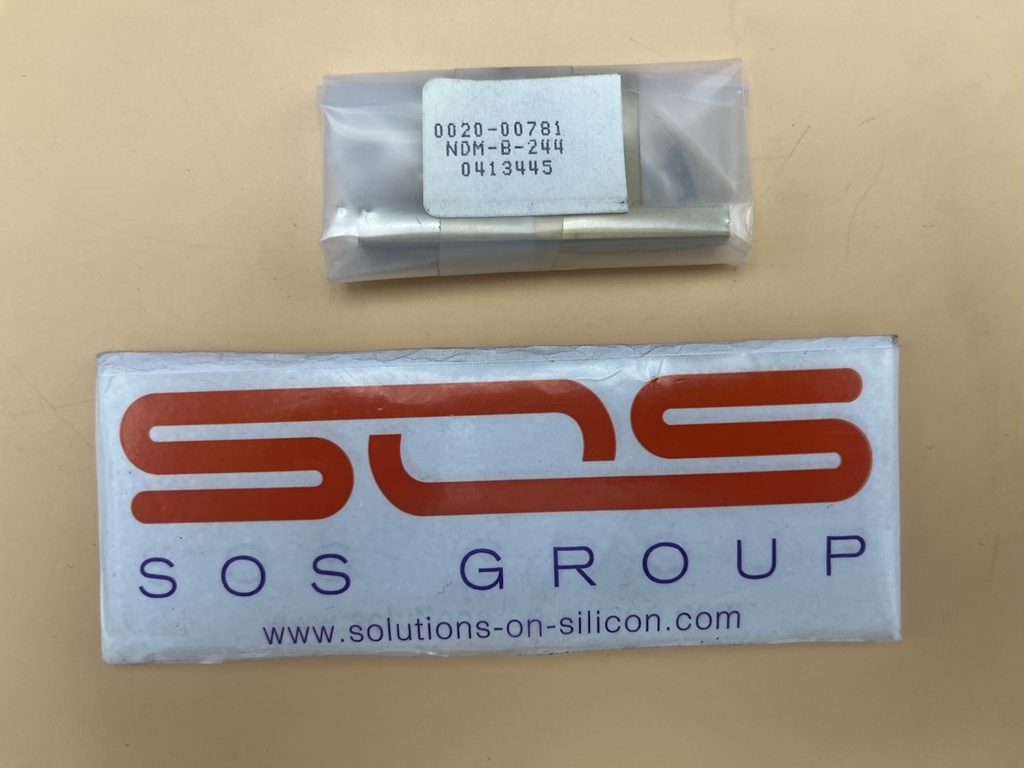 0020-00781
NDM-B-244
0413445
SOS
SOS GROUP
www.solutions-on-silicon.com